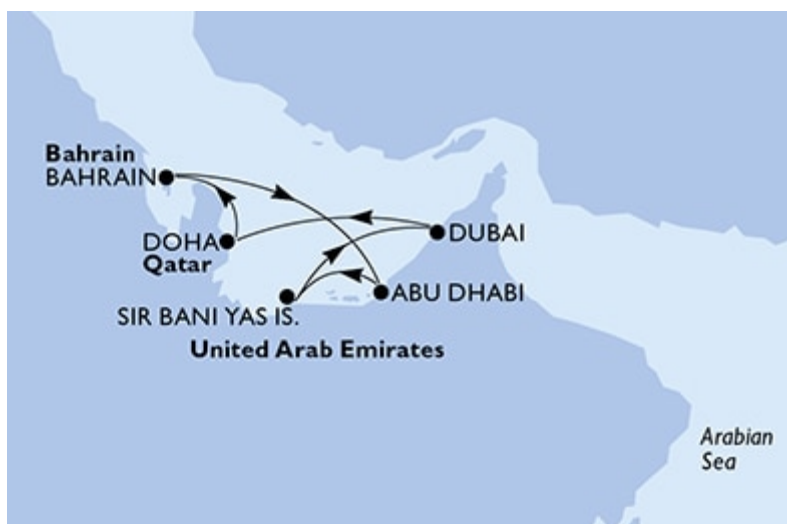 Bahrain
BAHRAIN
DOHA
Qatar
DUBAI
ABU DHABI
SIR BANI YAS IS.
United Arab Emirates
Arabian
Sea